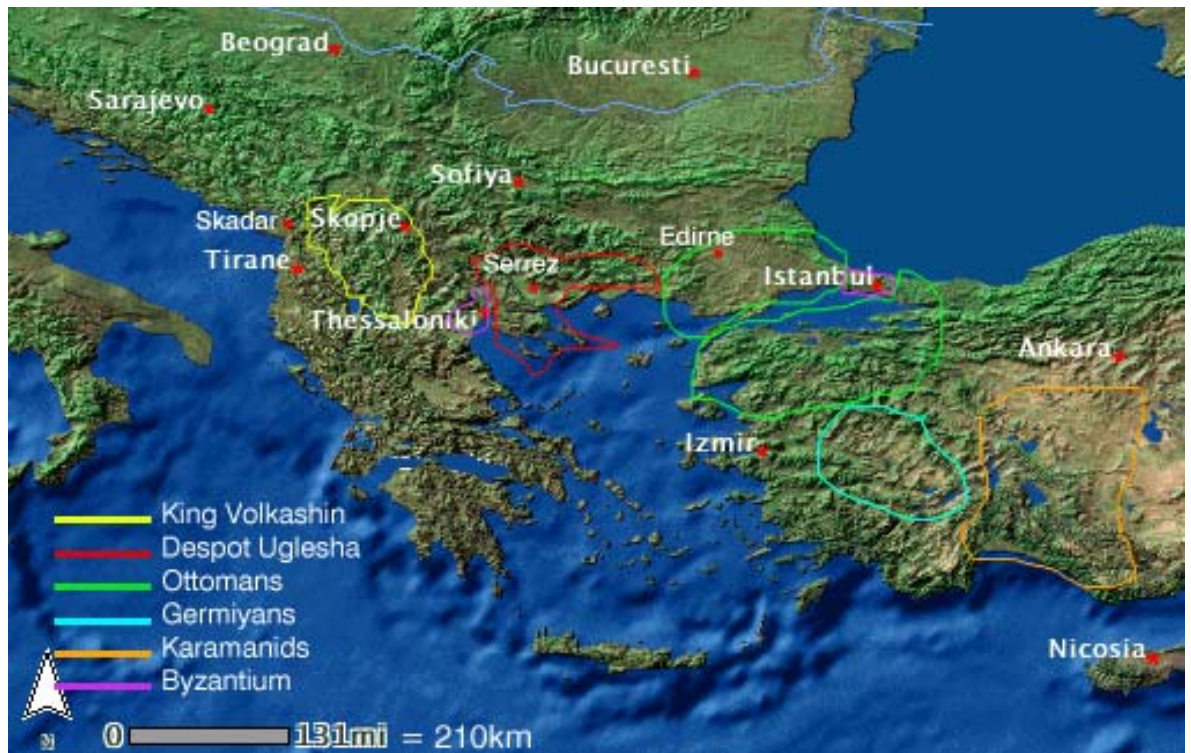 Beograd
Bucuresti
Sarajevo
Sofiya
Skadar
Skopje
Edirne
Tirane
Serrez
Istanbul
Thessaloniki
Ankara
Izmir
King Volkashin
Despot Uglesha
Ottomans
Germiyans
Karamanids
Nicosia
Byzantium
0 131mi = 210km